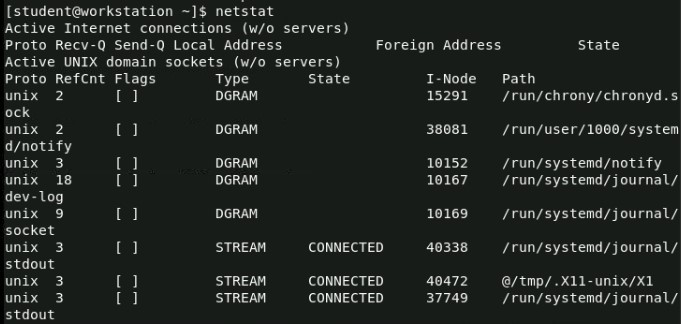 [student@workstation ~]$ netstat
Active Internet connections (w/o servers)
Proto Recv-Q Send-Q Local Address           Foreign Address         State
Active UNIX domain sockets (w/o servers)
Proto RefCnt Flags       Type       State         I-Node   Path
unix  2      [ ]         DGRAM                    15291    /run/chrony/chronyd.s
ock
unix  2      [ ]         DGRAM                    38081    /run/user/1000/system
d/notify
unix  3      [ ]         DGRAM                    10152    /run/systemd/notify
unix  18     [ ]         DGRAM                    10167    /run/systemd/journal/
dev-log
unix  9      [ ]         DGRAM                    10169    /run/systemd/journal/
socket
unix  3      [ ]         STREAM     CONNECTED     40338    /run/systemd/journal/
stdout
unix  3      [ ]         STREAM     CONNECTED     40472    @/tmp/.X11-unix/X1
unix  3      [ ]         STREAM     CONNECTED     37749    /run/systemd/journal/
stdout